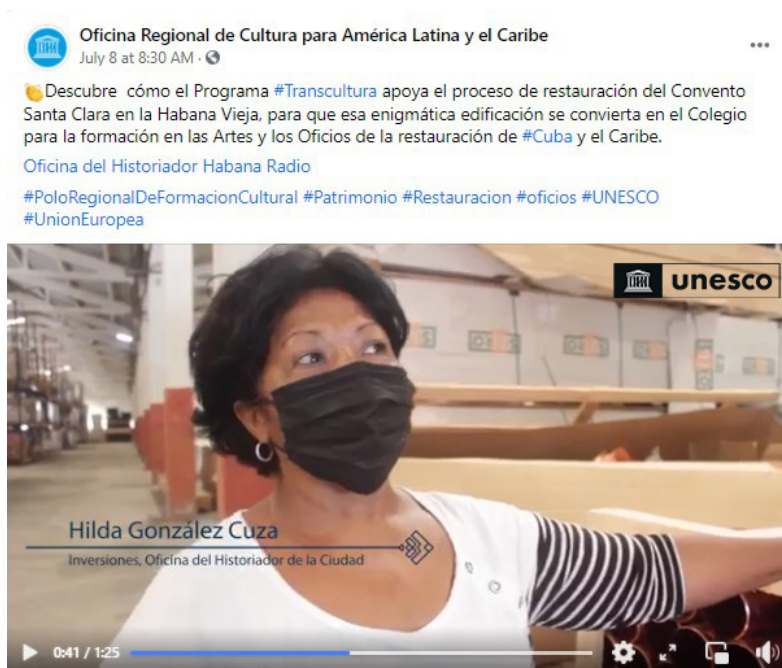 Oficina Regional de Cultura para América Latina y el Caribe
July 8 at 8:30 AM ·
Descubre cómo el Programa #Transcultura apoya el proceso de restauración del Convento
Santa Clara en la Habana Vieja, para que esa enigmática edificación se convierta en el Colegio
para la formación en las Artes y los Oficios de la restauración de #Cuba y el Caribe.
Oficina del Historiador Habana Radio
#PoloRegionalDeFormacionCultural #Patrimonio #Restauracion #oficios #UNESCO
#UnionEuropea
unesco
Hilda González Cuza
Inversiones, Oficina del Historiador de la Ciudad
0:41 / 1:25